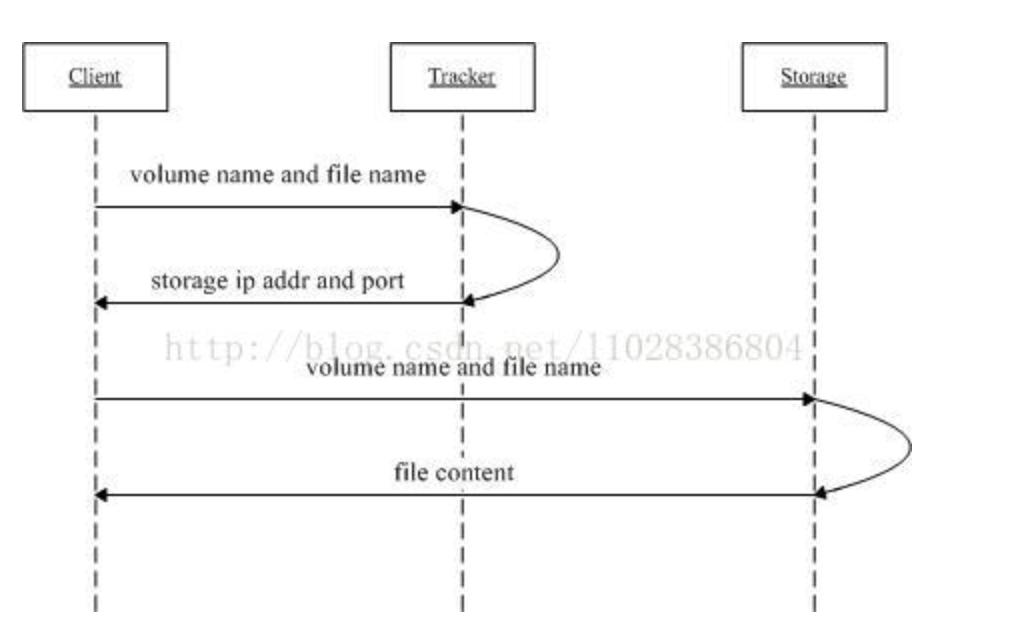 Client
Tracker
Storage
volume name and file name
storage ip addr and port
http://blog.csdn.net/l1028386804
volume name and file name
file content